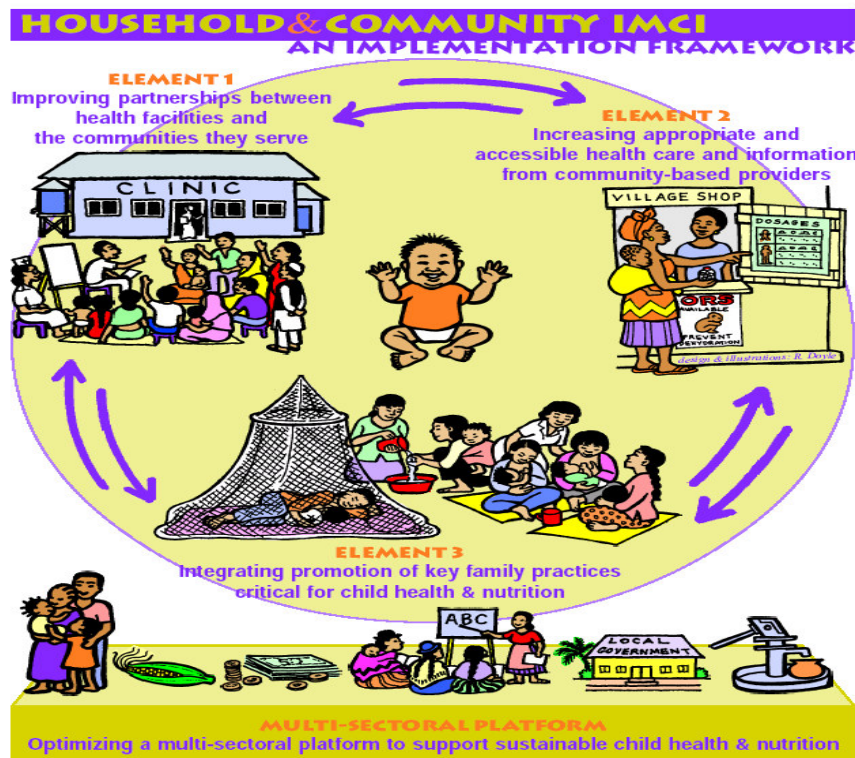 HOUSEHOLD & COMMUNITY IMCI
AN IMPLEMENTATION FRAMEWORK
ELEMENT 1
Improving partnerships between
health facilities and
the communities they serve
ELEMENT 2
Increasing appropriate and
accessible health care and information
from community-based providers
CLINIC
VILLAGE SHOP
DOSAGES
ORS
AVAILABLE
PREVENT
DEHYDRATION
design & illustrations: R. Doyle
ELEMENT 3
Integrating promotion of key family practices
critical for child health & nutrition
ABC
LOCAL
GOVERNMENT
MULTI-SECTORAL PLATFORM
Optimizing a multi-sectoral platform to support sustainable child health & nutrition